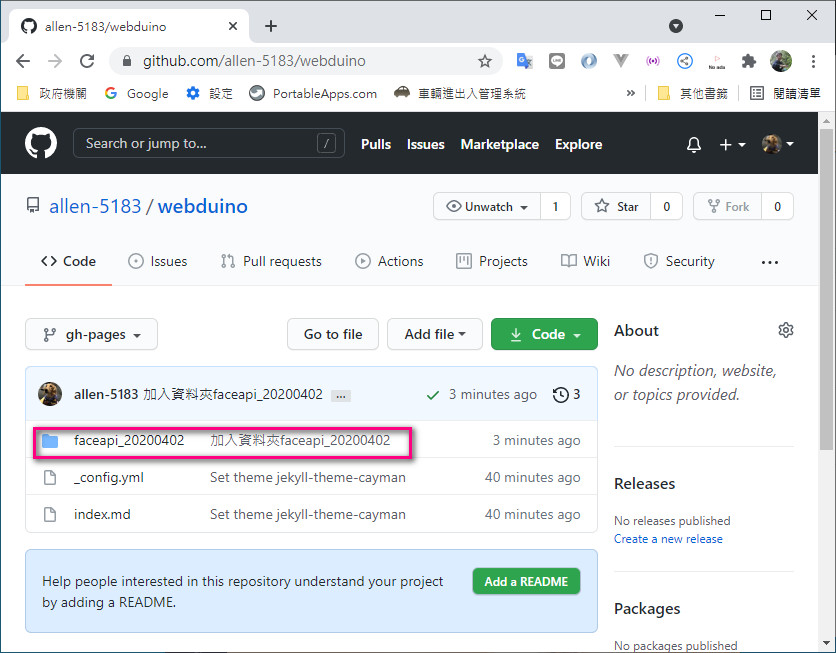 allen-5183/webduino
github.com/allen-5183/webduino
政府機關 Google 設定 PortableApps.com 車輛進出入管理系統 » 其他書籤 閱讀清單
Search or jump to... / Pulls Issues Marketplace Explore
allen-5183 / webduino Unwatch 1 Star 0 Fork 0
Code Issues Pull requests Actions Projects Wiki Security ...
gh-pages Go to file Add file Code About
No description, website,
or topics provided.
allen-5183 加入資料夾faceapi_20200402 ... 3 minutes ago 3
faceapi_20200402 加入資料夾faceapi_20200402 3 minutes ago
_config.yml Set theme jekyll-theme-cayman 40 minutes ago
index.md Set theme jekyll-theme-cayman 40 minutes ago
Releases
No releases published
Create a new release
Help people interested in this repository understand your project
by adding a README.
Add a README
Packages
No packages published